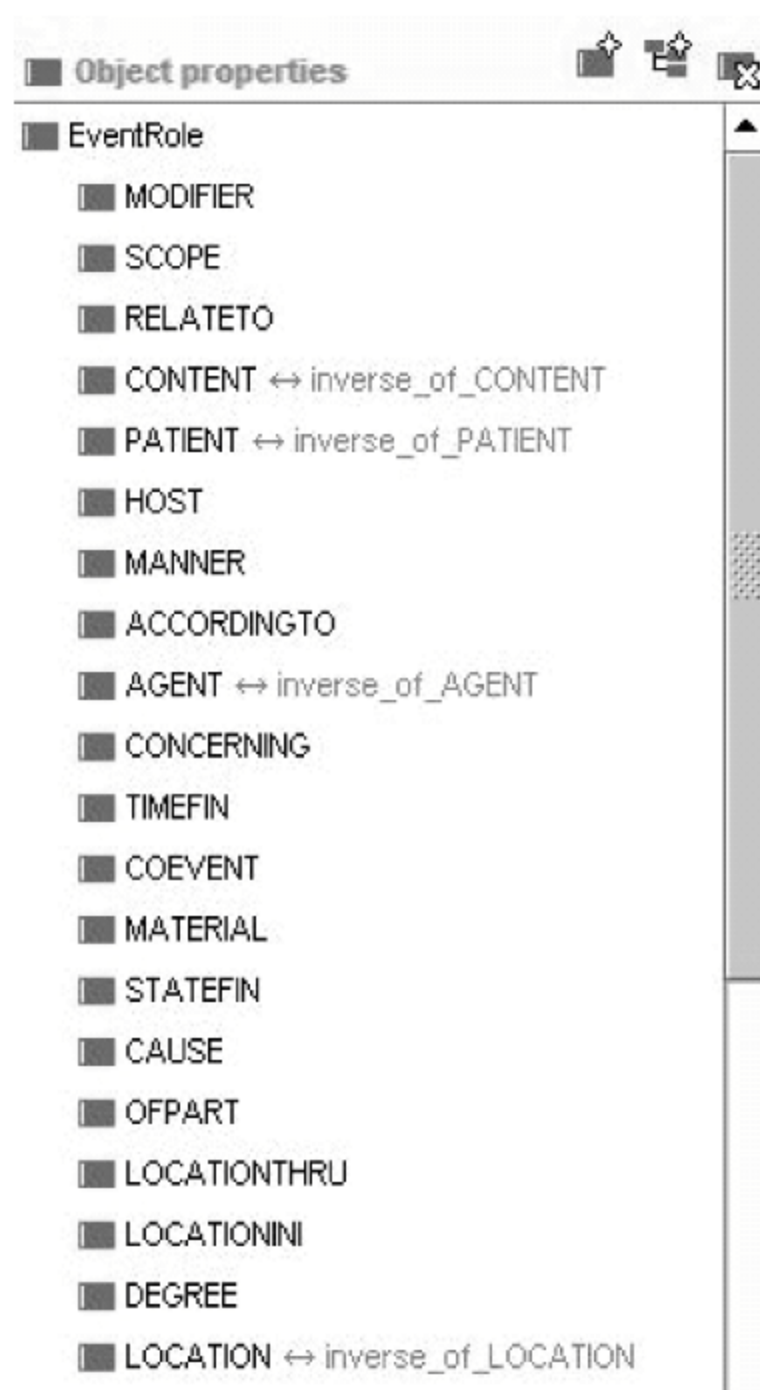 Object properties
EventRole
MODIFIER
SCOPE
RELATETO
CONTENT ↔ inverse_of_CONTENT
PATIENT ↔ inverse_of_PATIENT
HOST
MANNER
ACCORDINGTO
AGENT ↔ inverse_of_AGENT
CONCERNING
TIMEFIN
COEVENT
MATERIAL
STATEFIN
CAUSE
OFPART
LOCATIONTHRU
LOCATIONINI
DEGREE
LOCATION ↔ inverse_of_LOCATION